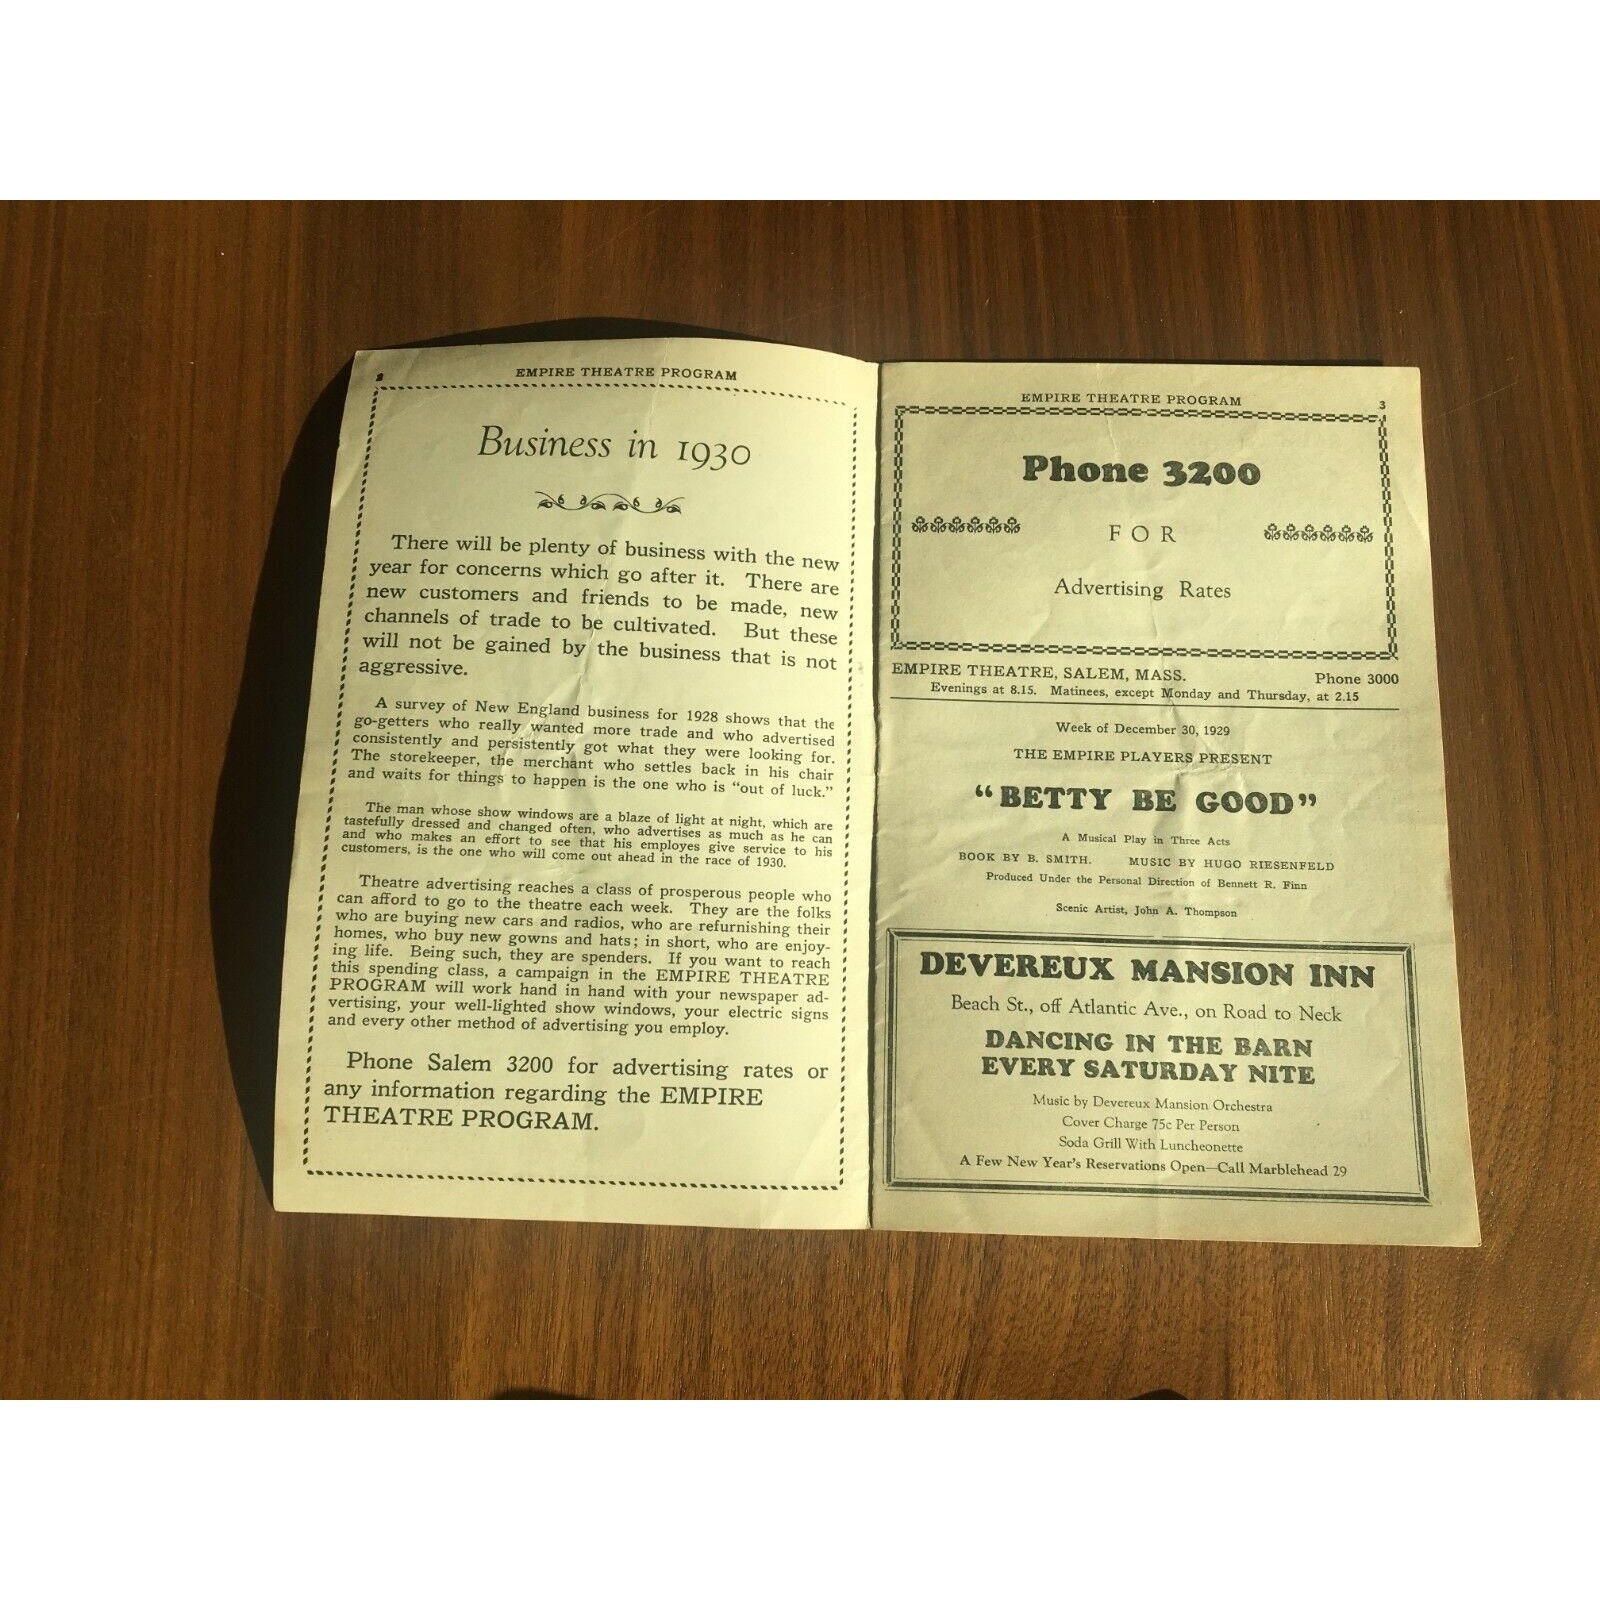 2
EMPIRE THEATRE PROGRAM
Business in 1930
There will be plenty of business with the new
year for concerns which go after it. There are
new customers and friends to be made, new
channels of trade to be cultivated. But these
will not be gained by the business that is not
aggressive.
A survey of New England business for 1928 shows that the
go-getters who really wanted more trade and who advertised
consistently and persistently got what they were looking for.
The storekeeper, the merchant who settles back in his chair
and waits for things to happen is the one who is "out of luck."
The man whose show windows are a blaze of light at night, which are
tastefully dressed and changed often, who advertises as much as he can
and who makes an effort to see that his employes give service to his
customers, is the one who will come out ahead in the race of 1930.
Theatre advertising reaches a class of prosperous people who
can afford to go to the theatre each week. They are the folks
who are buying new cars and radios, who are refurnishing their
homes, who buy new gowns and hats; in short, who are enjoy-
ing life. Being such, they are spenders. If you want to reach
this spending class, a campaign in the EMPIRE THEATRE
PROGRAM will work hand in hand with your newspaper ad-
vertising, your well-lighted show windows, your electric signs
and every other method of advertising you employ.
Phone Salem 3200 for advertising rates or
any information regarding the EMPIRE
THEATRE PROGRAM.
EMPIRE THEATRE PROGRAM
3
Phone 3200
FOR
Advertising Rates
EMPIRE THEATRE, SALEM, MASS. Phone 3000
Evenings at 8.15. Matinees, except Monday and Thursday, at 2.15
Week of December 30, 1929
THE EMPIRE PLAYERS PRESENT
"BETTY BE GOOD"
A Musical Play in Three Acts
BOOK BY B. SMITH. MUSIC BY HUGO RIESENFELD
Produced Under the Personal Direction of Bennett R. Finn
Scenic Artist, John A. Thompson
DEVEREUX MANSION INN
Beach St., off Atlantic Ave., on Road to Neck
DANCING IN THE BARN
EVERY SATURDAY NITE
Music by Devereux Mansion Orchestra
Cover Charge 75c Per Person
Soda Grill With Luncheonette
A Few New Year's Reservations Open—Call Marblehead 29